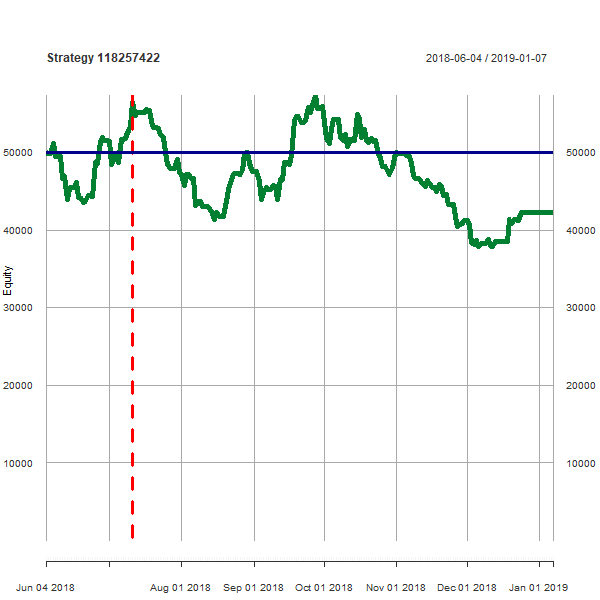 Strategy 118257422 2018-06-04 / 2019-01-07
50000 50000
40000 40000
Equity
30000 30000
20000 20000
10000 10000
Jun 04 2018 Aug 01 2018 Sep 01 2018 Oct 01 2018 Nov 01 2018 Dec 01 2018 Jan 01 2019